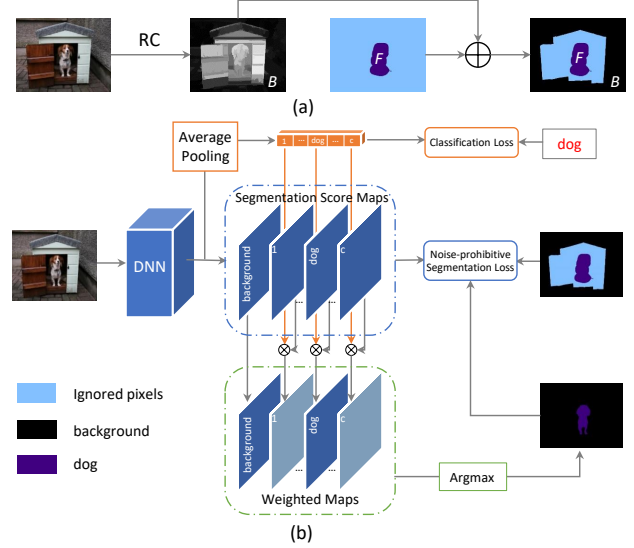 RC
B
F
F
B
(a)
Average
Pooling
1 ... dog ... c
Classification Loss
dog
Segmentation Score Maps
DNN
background
1
dog
c
... ...
Noise-prohibitive
Segmentation Loss
Ignored pixels
background
dog
background
1
dog
c
... ...
Argmax
Weighted Maps
(b)